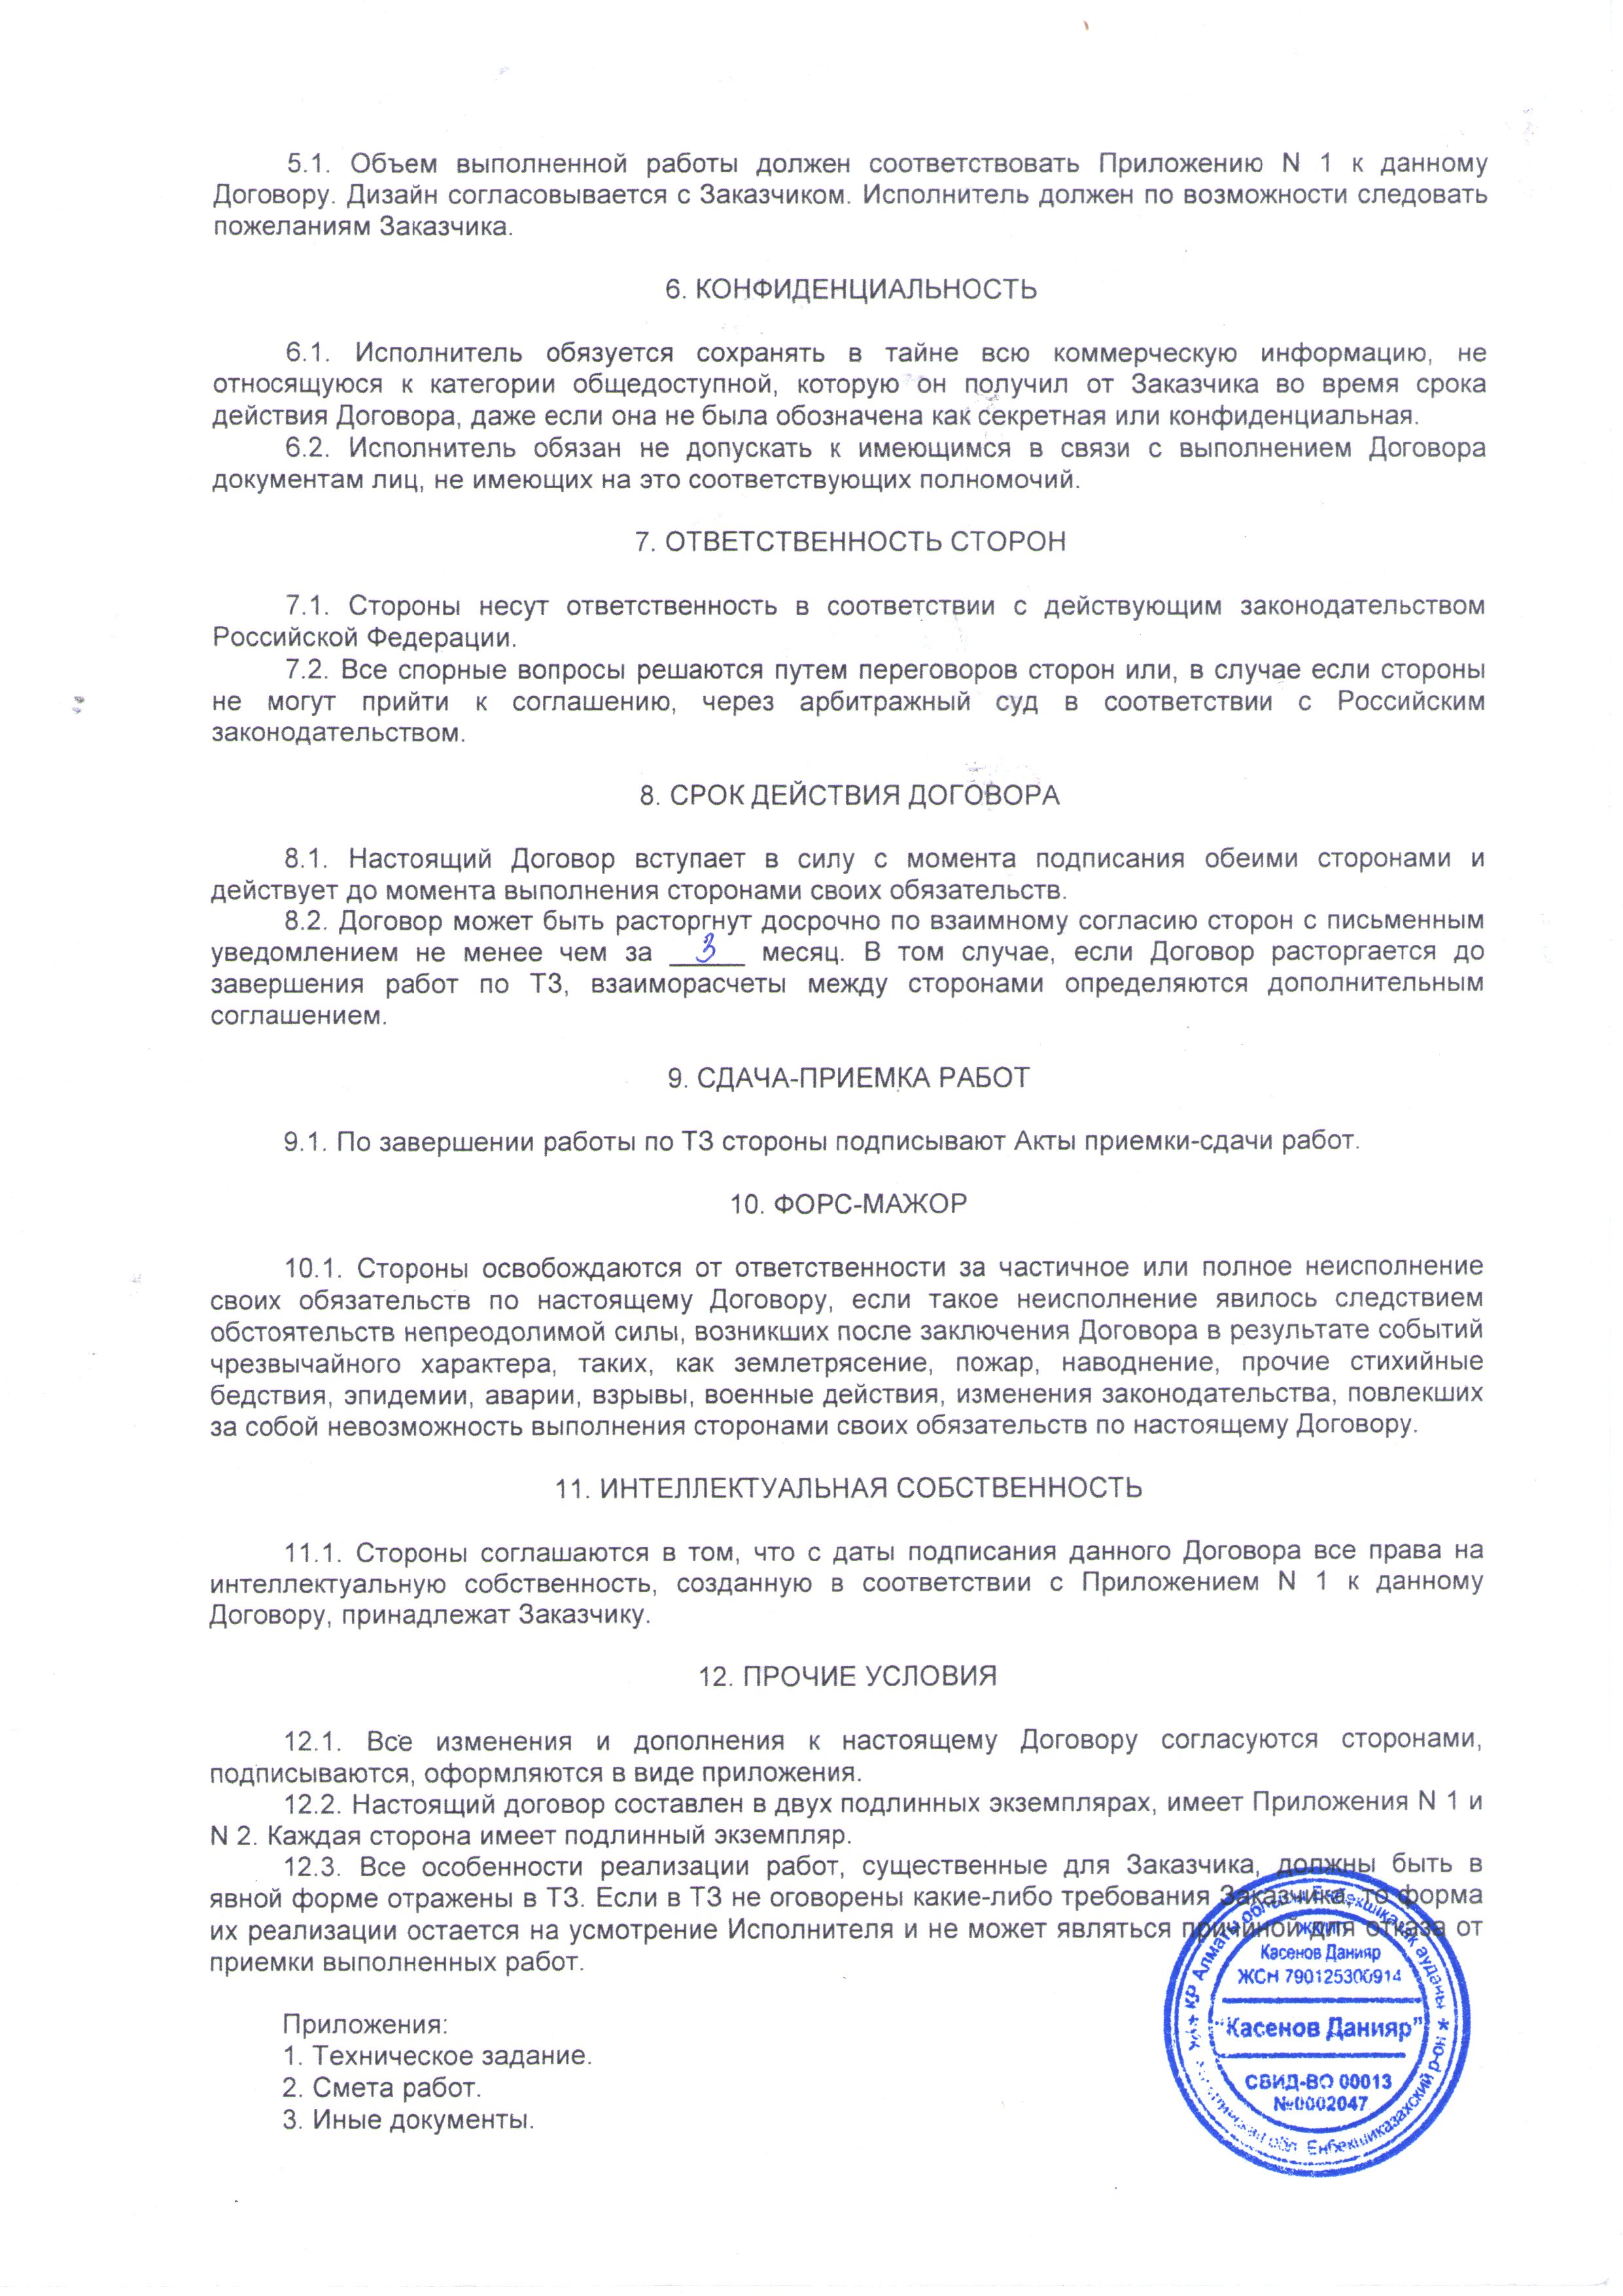 5.1. Объем выполненной работы должен соответствовать Приложению N 1 к данному
Договору. Дизайн согласовывается с Заказчиком. Исполнитель должен по возможности следовать
пожеланиям Заказчика.
6. КОНФИДЕНЦИАЛЬНОСТЬ
6.1. Исполнитель обязуется сохранять в тайне всю коммерческую информацию, не
относящуюся к категории общедоступной, которую он получил от Заказчика во время срока
действия Договора, даже если она не была обозначена как секретная или конфиденциальная.
6.2. Исполнитель обязан не допускать к имеющимся в связи с выполнением Договора
документам лиц, не имеющих на это соответствующих полномочий.
7. ОТВЕТСТВЕННОСТЬ СТОРОН
7.1. Стороны несут ответственность в соответствии с действующим законодательством
Российской Федерации.
7.2. Все спорные вопросы решаются путем переговоров сторон или, в случае если стороны
не могут прийти к соглашению, через арбитражный суд в соответствии с Российским
законодательством.
8. СРОК ДЕЙСТВИЯ ДОГОВОРА
8.1. Настоящий Договор вступает в силу с момента подписания обеими сторонами и
действует до момента выполнения сторонами своих обязательств.
8.2. Договор может быть расторгнут досрочно по взаимному согласию сторон с письменным
уведомлением не менее чем за 3 месяц. В том случае, если Договор расторгается до
завершения работ по ТЗ, взаиморасчеты между сторонами определяются дополнительным
соглашением.
9. СДАЧА-ПРИЕМКА РАБОТ
9.1. По завершении работы по ТЗ стороны подписывают Акты приемки-сдачи работ.
10. ФОРС-МАЖОР
10.1. Стороны освобождаются от ответственности за частичное или полное неисполнение
своих обязательств по настоящему Договору, если такое неисполнение явилось следствием
обстоятельств непреодолимой силы, возникших после заключения Договора в результате событий
чрезвычайного характера, таких, как землетрясение, пожар, наводнение, прочие стихийные
бедствия, эпидемии, аварии, взрывы, военные действия, изменения законодательства, повлекших
за собой невозможность выполнения сторонами своих обязательств по настоящему Договору.
11. ИНТЕЛЛЕКТУАЛЬНАЯ СОБСТВЕННОСТЬ
11.1. Стороны соглашаются в том, что с даты подписания данного Договора все права на
интеллектуальную собственность, созданную в соответствии с Приложением N 1 к данному
Договору, принадлежат Заказчику.
12. ПРОЧИЕ УСЛОВИЯ
12.1. Все изменения и дополнения к настоящему Договору согласуются сторонами,
подписываются, оформляются в виде приложения.
12.2. Настоящий договор составлен в двух подлинных экземплярах, имеет Приложения N 1 и
N 2. Каждая сторона имеет подлинный экземпляр.
12.3. Все особенности реализации работ, существенные для Заказчика, должны быть в
явной форме отражены в ТЗ. Если в ТЗ не оговорены какие-либо требования Заказчика, то форма
их реализации остается на усмотрение Исполнителя и не может являться причиной для отказа от
приемки выполненных работ.
Приложения:
1. Техническое задание.
2. Смета работ.
3. Иные документы.
ҚР Алматы облысы Еңбекшіқазақ ауданы *
Касенов Данияр
ЖСН 790125300914
"Касенов Данияр"
СВИД-ВО 00013
№0002047
обл. Енбекшиказахский р-он